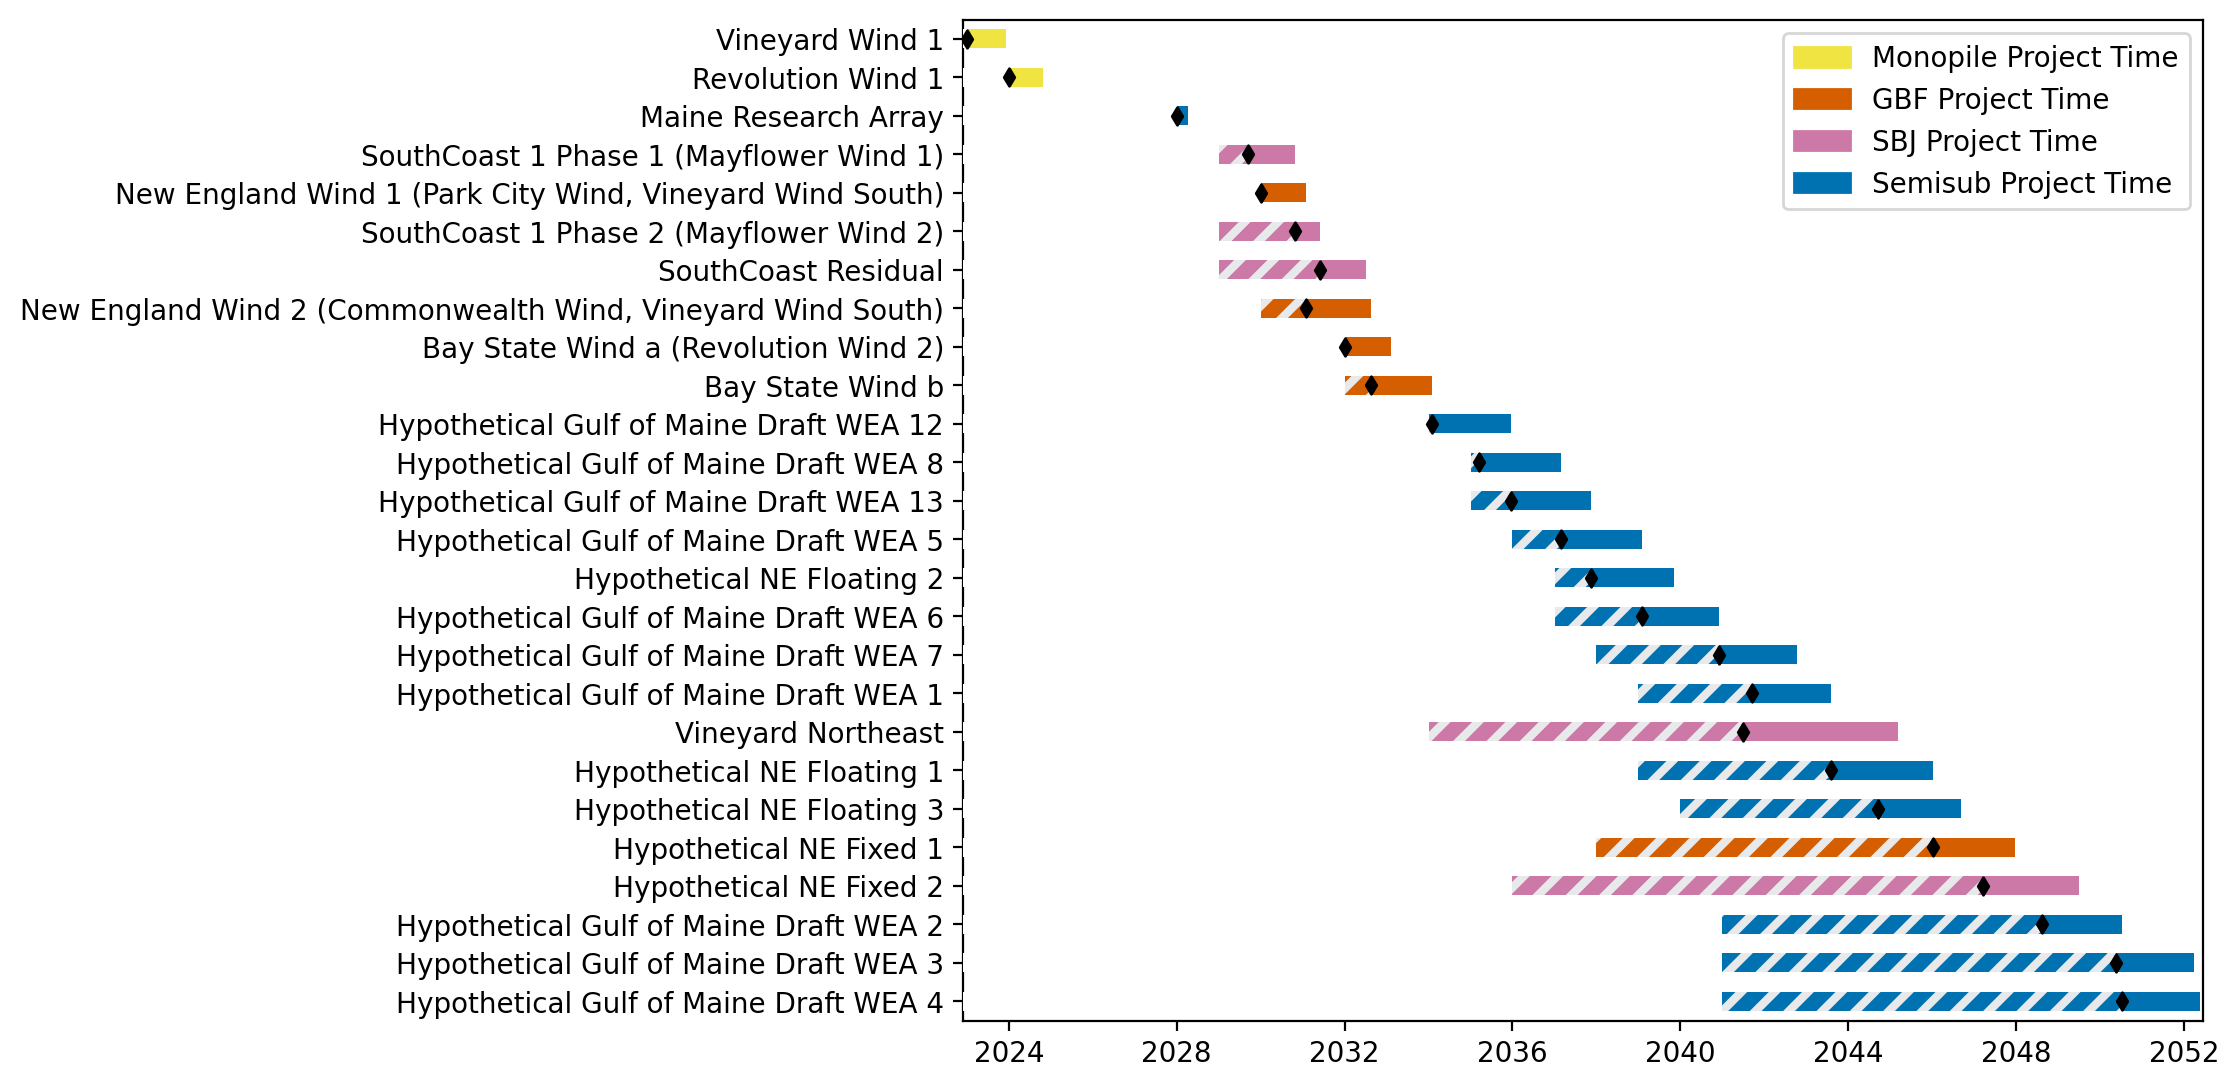 Vineyard Wind 1
Revolution Wind 1
Maine Research Array
SouthCoast 1 Phase 1 (Mayflower Wind 1)
New England Wind 1 (Park City Wind, Vineyard Wind South)
SouthCoast 1 Phase 2 (Mayflower Wind 2)
SouthCoast Residual
New England Wind 2 (Commonwealth Wind, Vineyard Wind South)
Bay State Wind a (Revolution Wind 2)
Bay State Wind b
Hypothetical Gulf of Maine Draft WEA 12
Hypothetical Gulf of Maine Draft WEA 8
Hypothetical Gulf of Maine Draft WEA 13
Hypothetical Gulf of Maine Draft WEA 5
Hypothetical NE Floating 2
Hypothetical Gulf of Maine Draft WEA 6
Hypothetical Gulf of Maine Draft WEA 7
Hypothetical Gulf of Maine Draft WEA 1
Vineyard Northeast
Hypothetical NE Floating 1
Hypothetical NE Floating 3
Hypothetical NE Fixed 1
Hypothetical NE Fixed 2
Hypothetical Gulf of Maine Draft WEA 2
Hypothetical Gulf of Maine Draft WEA 3
Hypothetical Gulf of Maine Draft WEA 4
Monopile Project Time
GBF Project Time
SBJ Project Time
Semisub Project Time
2024 2028 2032 2036 2040 2044 2048 2052